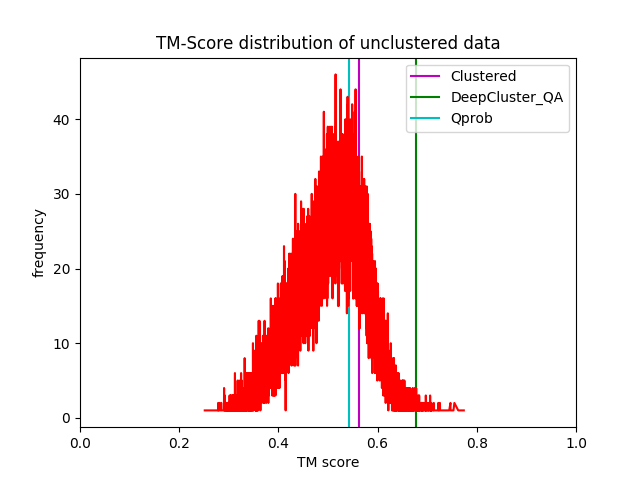 TM-Score distribution of unclustered data
Clustered
DeepCluster_QA
Qprob
frequency
40
30
20
10
0
0.0 0.2 0.4 0.6 0.8 1.0
TM score